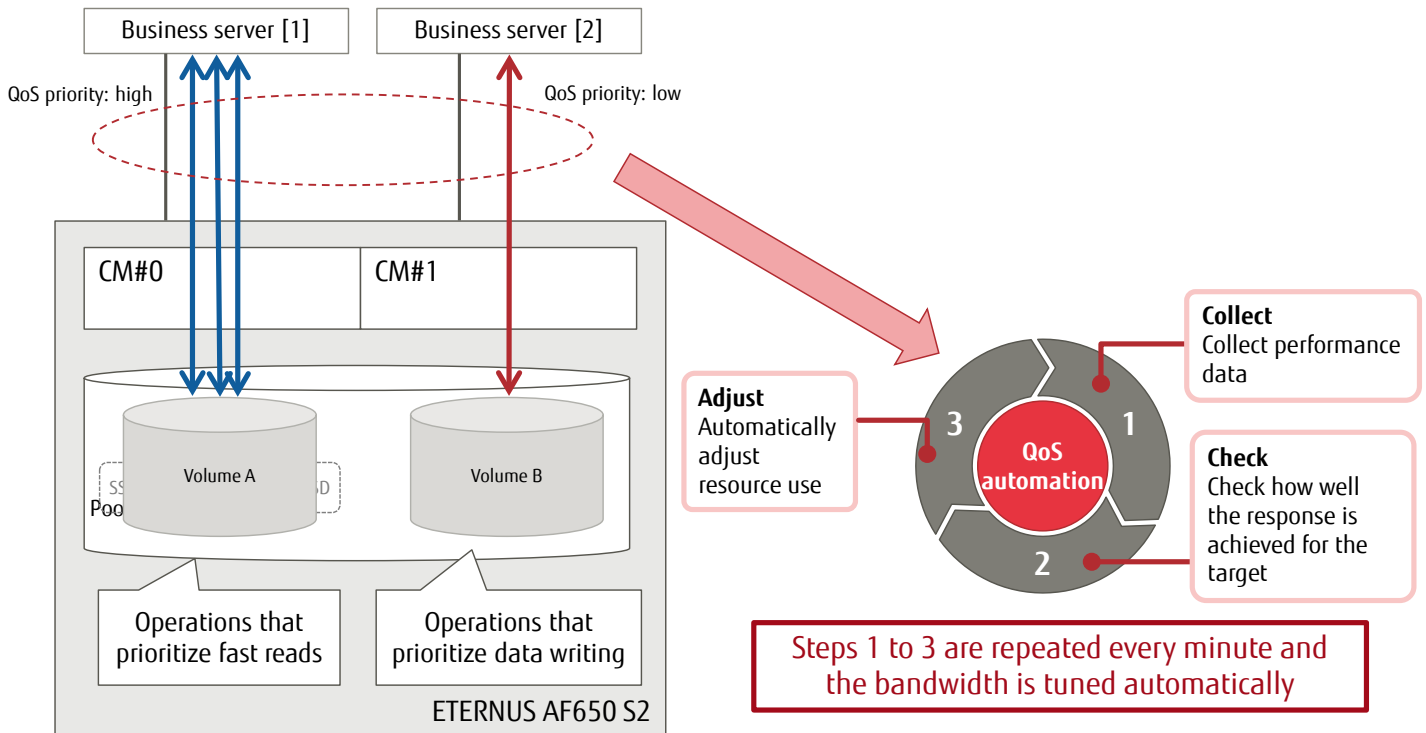 Business server [1]
Business server [2]
QoS priority: high
QoS priority: low
CM#0
CM#1
Volume A
Volume B
Operations that
prioritize fast reads
Operations that
prioritize data writing
ETERNUS AF650 S2
Collect
Collect performance
data
Adjust
Automatically
adjust
resource use
3
1
QoS
automation
2
Check
Check how well
the response is
achieved for the
target
Steps 1 to 3 are repeated every minute and
the bandwidth is tuned automatically